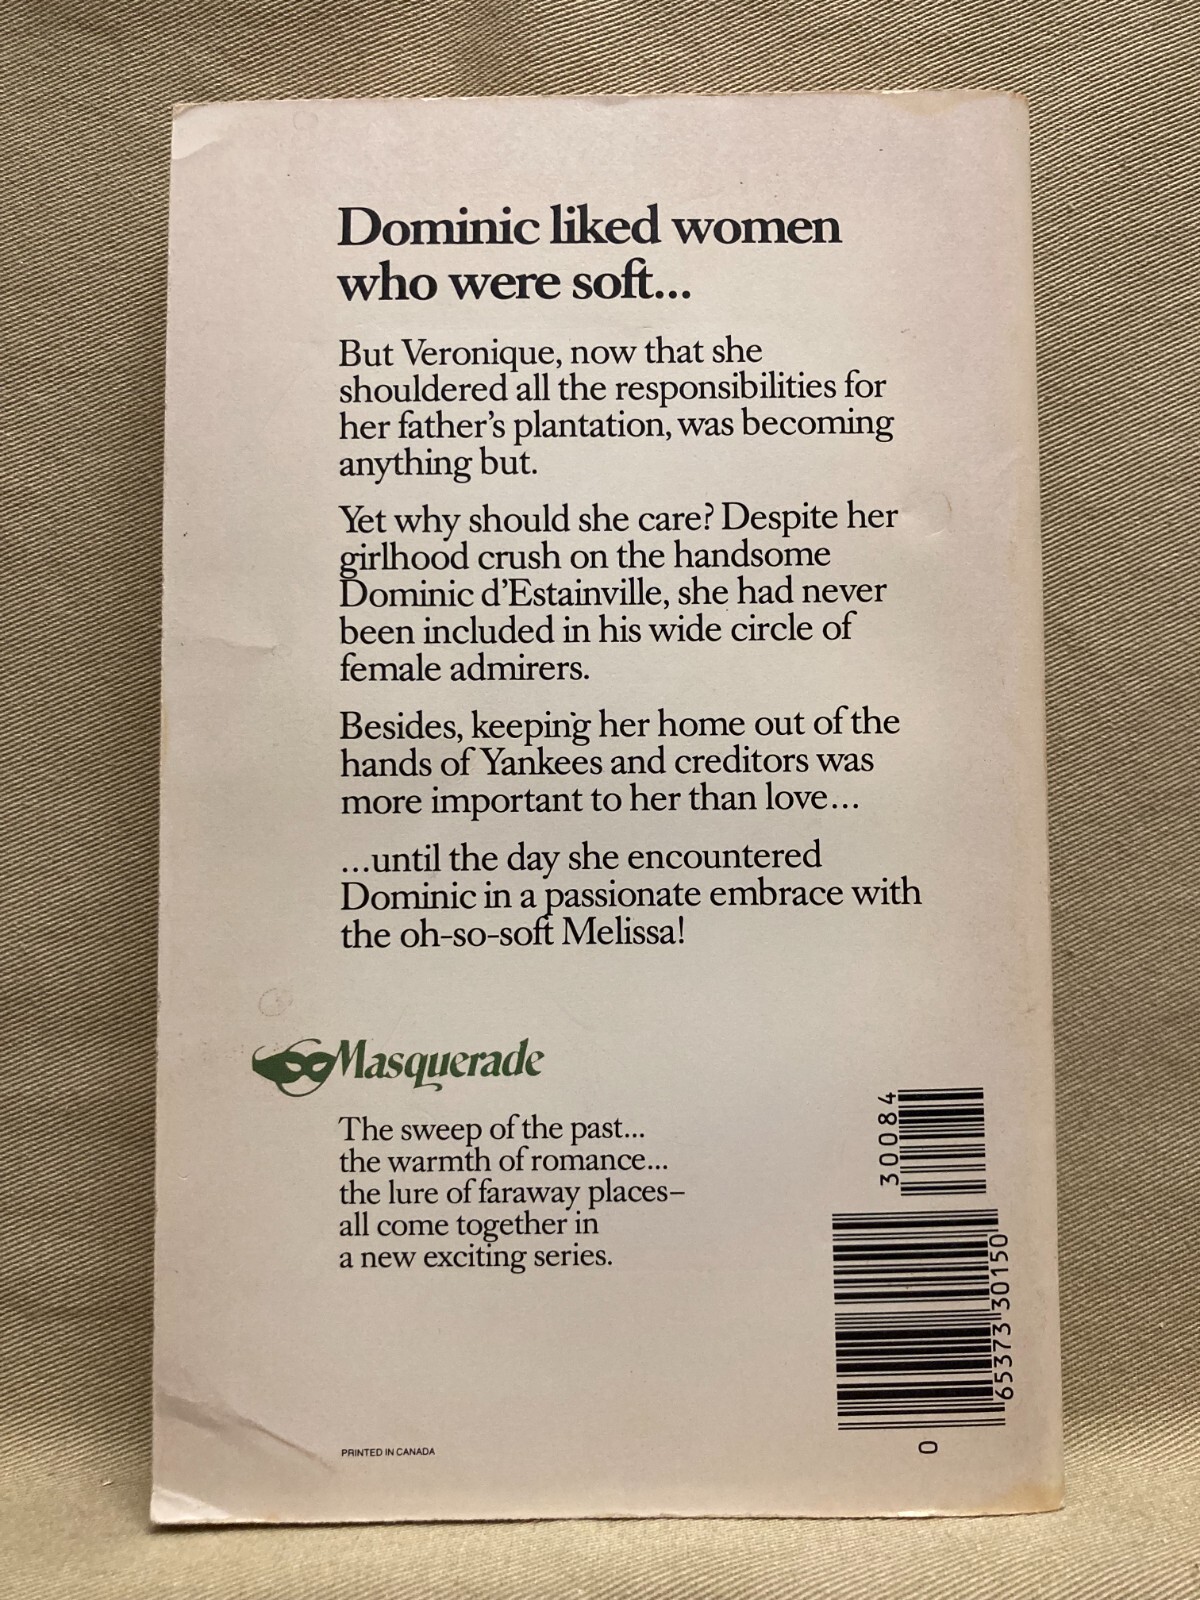 Dominic liked women
who were soft...
But Veronique, now that she
shouldered all the responsibilities for
her father's plantation, was becoming
anything but.
Yet why should she care? Despite her
girlhood crush on the handsome
Dominic d'Estainville, she had never
been included in his wide circle of
female admirers.
Besides, keeping her home out of the
hands of Yankees and creditors was
more important to her than love...
...until the day she encountered
Dominic in a passionate embrace with
the oh-so-soft Melissa!
Masquerade
The sweep of the past...
the warmth of romance...
the lure of faraway places–
all come together in
a new exciting series.
30084
0 65373 30150
PRINTED IN CANADA